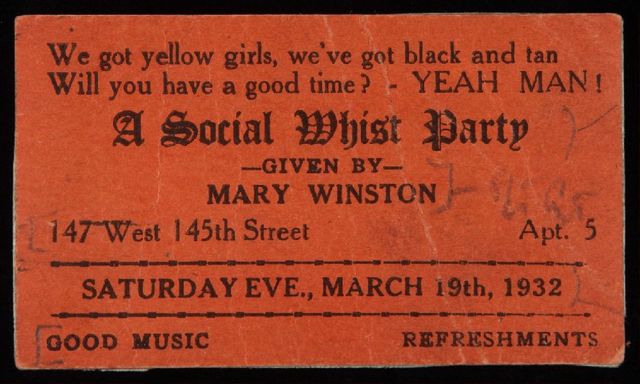 We got yellow girls, we've got black and tan
Will you have a good time? - YEAH MAN!
A Social Whist Party
—GIVEN BY—
MARY WINSTON
147 West 145th Street Apt. 5
SATURDAY EVE., MARCH 19th, 1932
GOOD MUSIC REFRESHMENTS